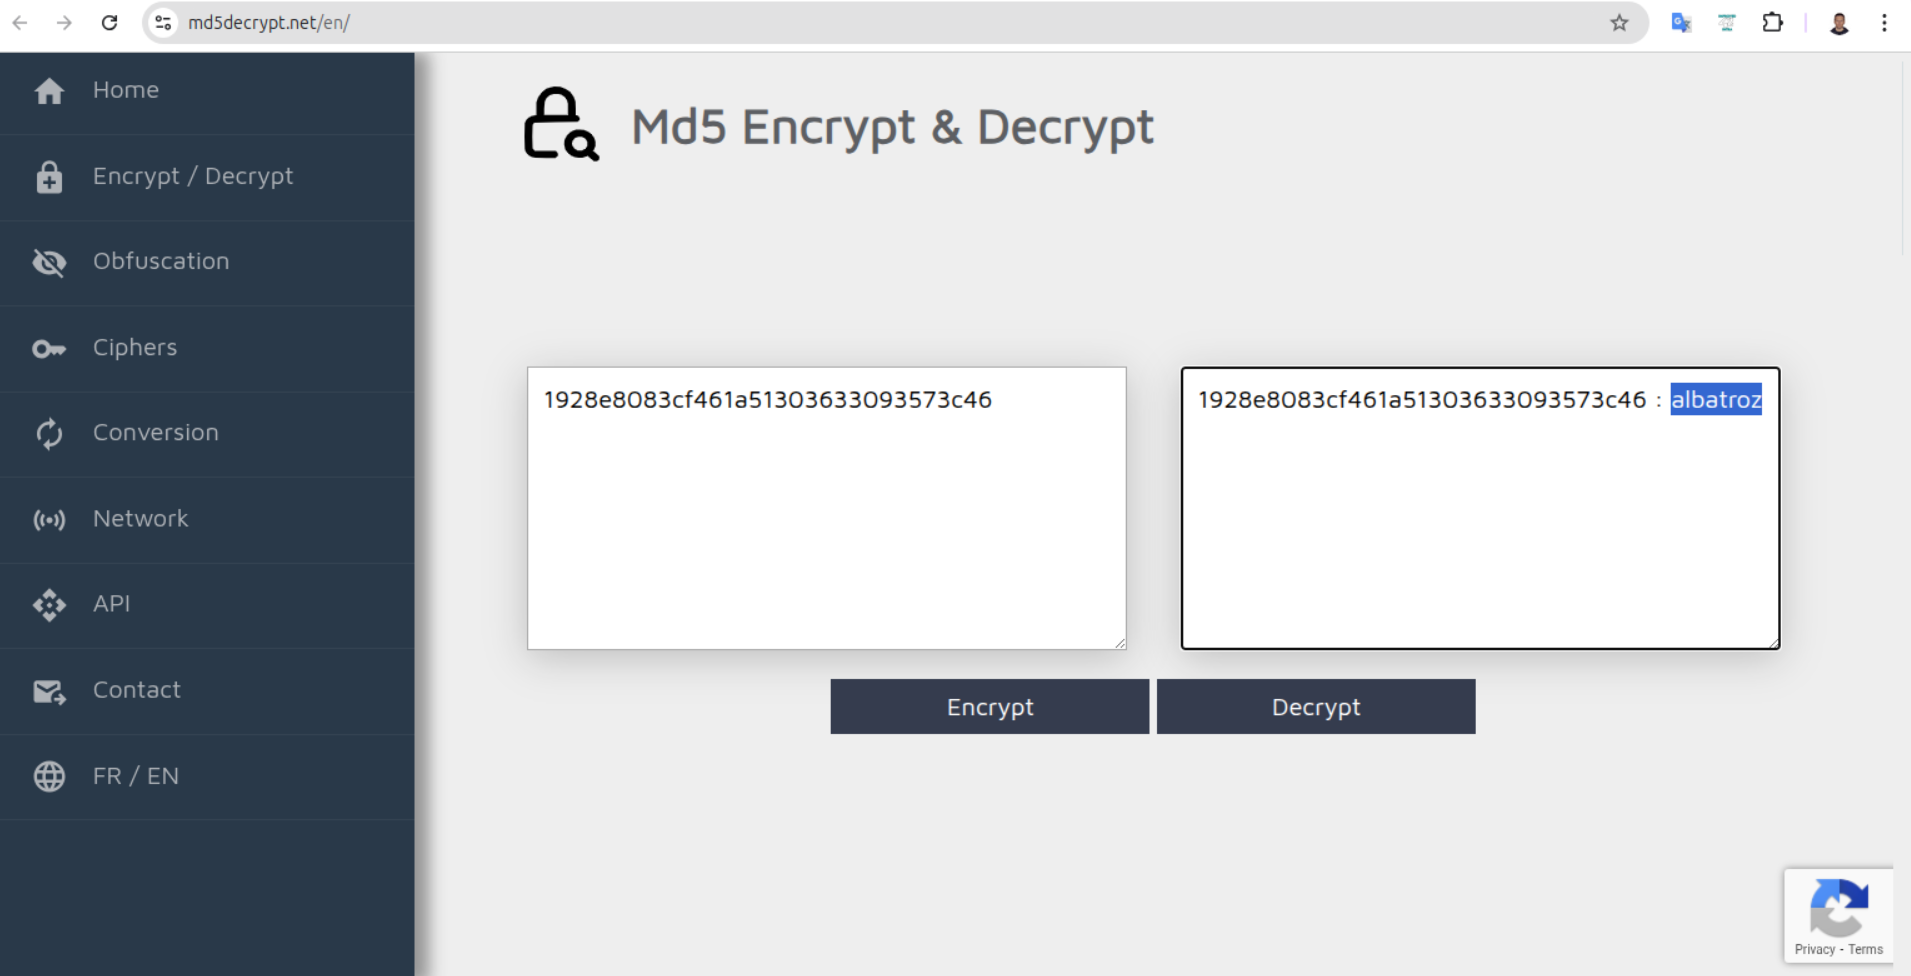 md5decrypt.net/en/
Home
Encrypt / Decrypt
Obfuscation
Ciphers
Conversion
Network
API
Contact
FR / EN
Md5 Encrypt & Decrypt
1928e8083cf461a51303633093573c46
1928e8083cf461a51303633093573c46 : albatroz
Encrypt
Decrypt
Privacy - Terms